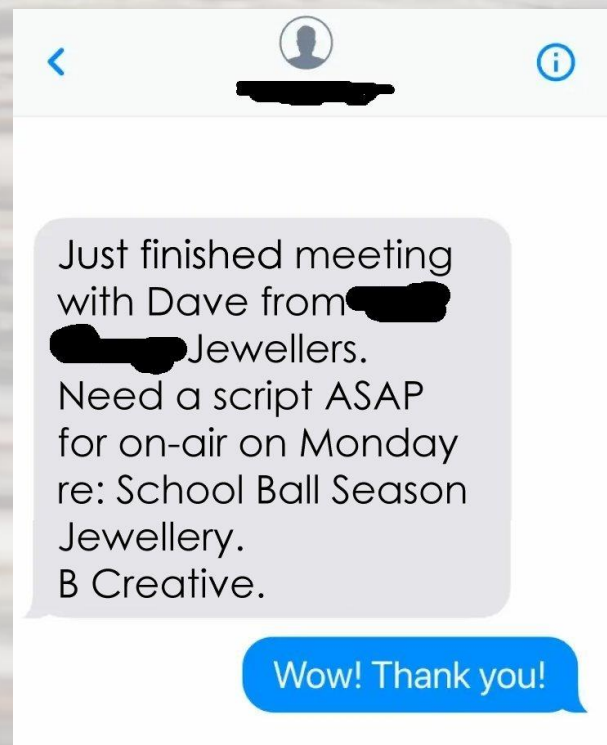 Just finished meeting
with Dave from
Jewellers.
Need a script ASAP
for on-air on Monday
re: School Ball Season
Jewellery.
B Creative.
Wow! Thank you!